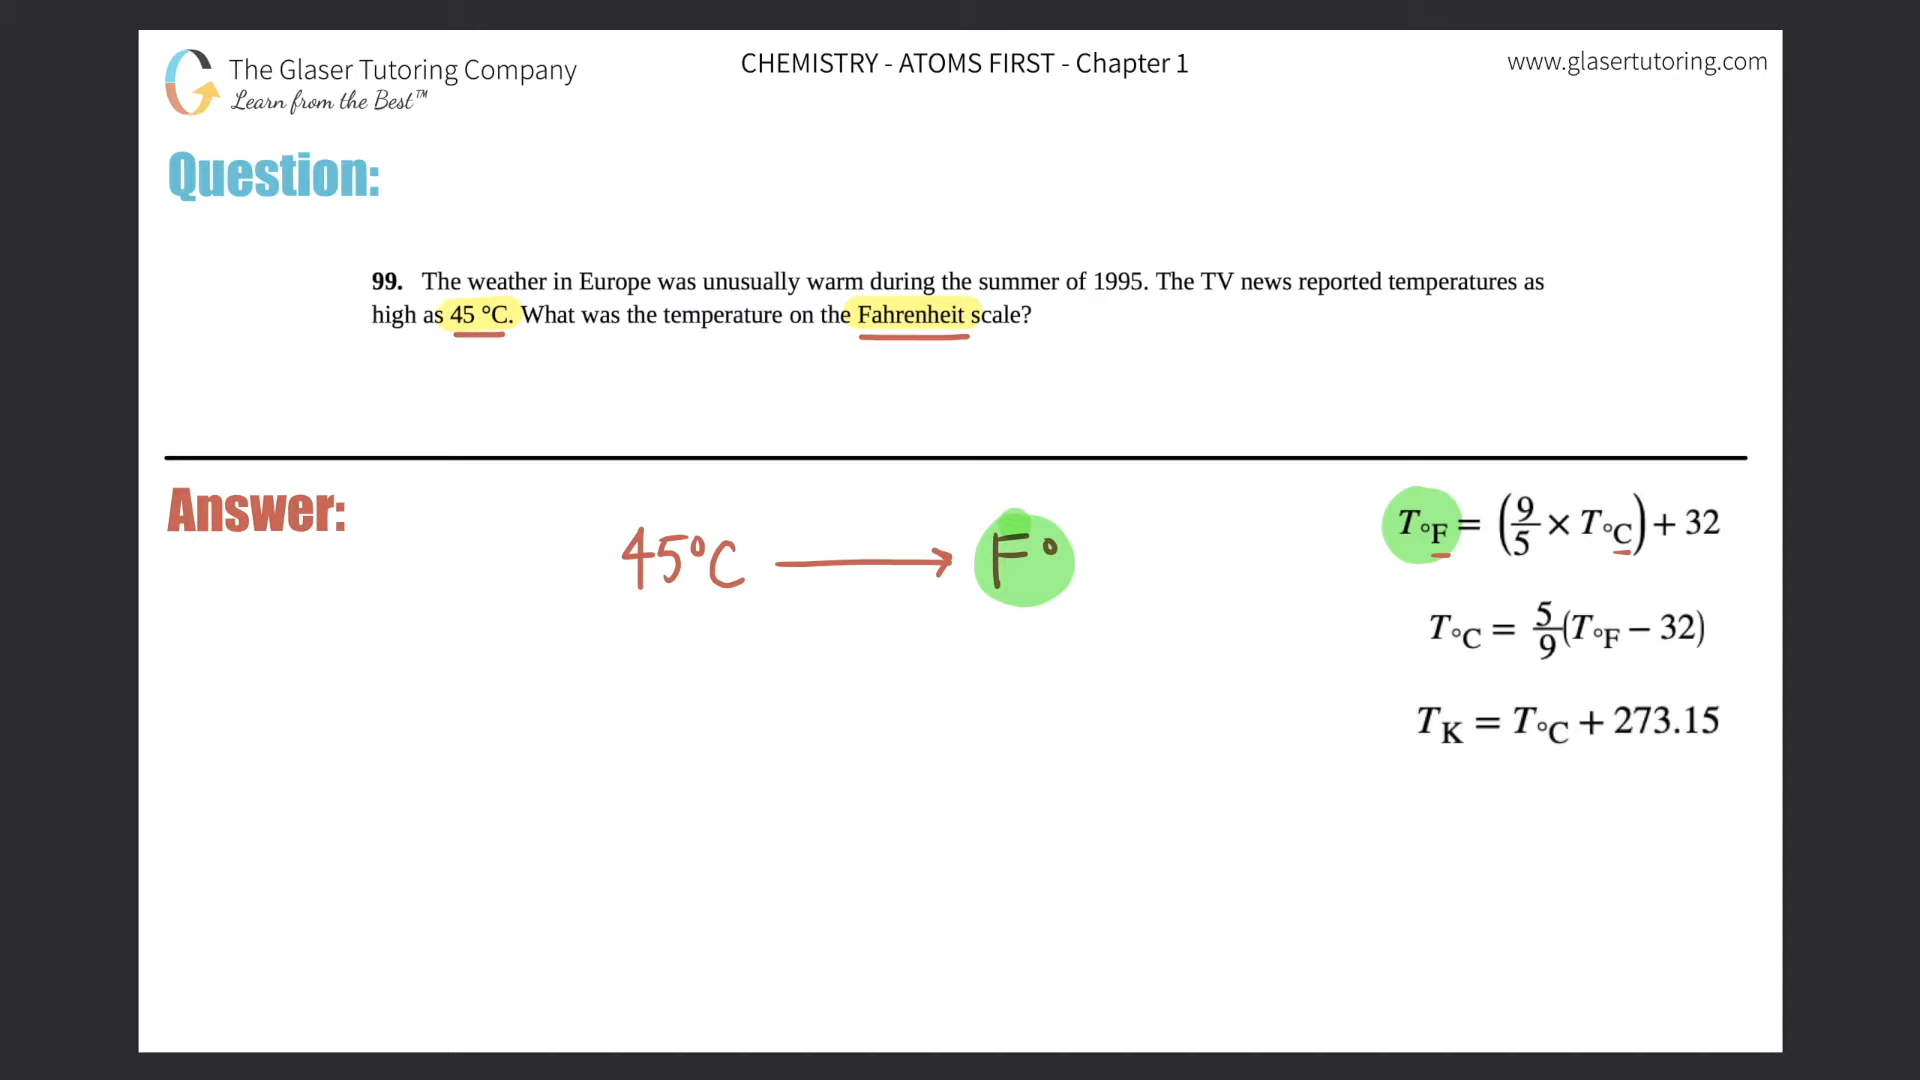 The Glaser Tutoring Company
Learn from the Best™
CHEMISTRY - ATOMS FIRST - Chapter 1
www.glasertutoring.com
Question:
99. The weather in Europe was unusually warm during the summer of 1995. The TV news reported temperatures as
high as 45 °C. What was the temperature on the Fahrenheit scale?
Answer:
45°C ⟶ F°
T°F = (9/5 × T°C) + 32
T°C = 5/9(T°F − 32)
TK = T°C + 273.15